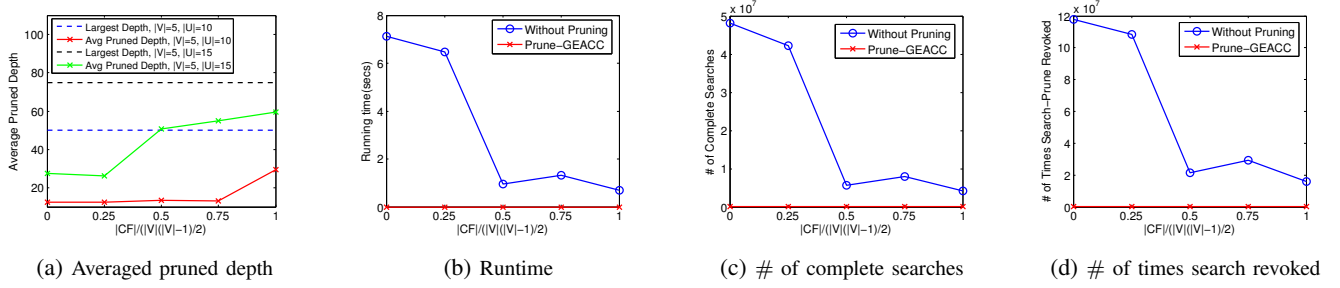 Largest Depth, |V|=5, |U|=10
Avg Pruned Depth, |V|=5, |U|=10
Largest Depth, |V|=5, |U|=15
Avg Pruned Depth, |V|=5, |U|=15
Average Pruned Depth
100
80
60
40
20
0
0.25
0.5
0.75
1
|CF|/(|V|(|V|−1)/2)
(a) Averaged pruned depth
Without Pruning
Prune−GEACC
Running time(secs)
8
6
4
2
0
0
0.25
0.5
0.75
1
|CF|/(|V|(|V|−1)/2)
(b) Runtime
x 10^7
Without Pruning
Prune−GEACC
# of Complete Searches
5
4
3
2
1
0
0
0.25
0.5
0.75
1
|CF|/(|V|(|V|−1)/2)
(c) # of complete searches
x 10^7
Without Pruning
Prune−GEACC
# of Times Search−Prune Revoked
12
10
8
6
4
2
0
0
0.25
0.5
0.75
1
|CF|/(|V|(|V|−1)/2)
(d) # of times search revoked